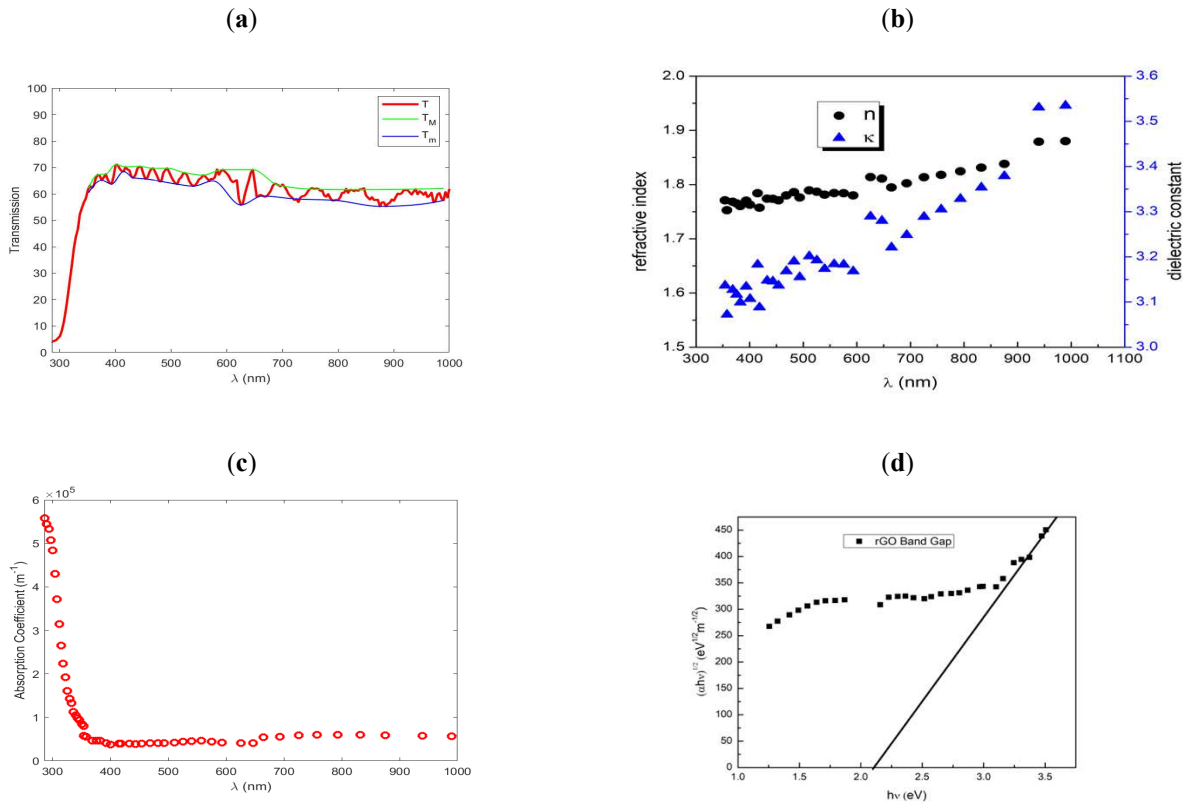 (a)
100
90
80
70
60
50
40
30
20
10
0
Transmission
T
T_M
T_m
300 400 500 600 700 800 900 1000
λ (nm)
(b)
2.0
1.9
1.8
1.7
1.6
1.5
refractive index
n
κ
3.6
3.5
3.4
3.3
3.2
3.1
3.0
dielectric constant
300 400 500 600 700 800 900 1000 1100
λ (nm)
(c)
× 10^5
6
5
4
3
2
1
0
Absorption Coefficient (m^-1)
300 400 500 600 700 800 900 1000
λ (nm)
(d)
450
400
350
300
250
200
150
100
50
0
(αhν)^1/2 (eV^1/2m^-1/2)
rGO Band Gap
1.0 1.5 2.0 2.5 3.0 3.5
hν (eV)